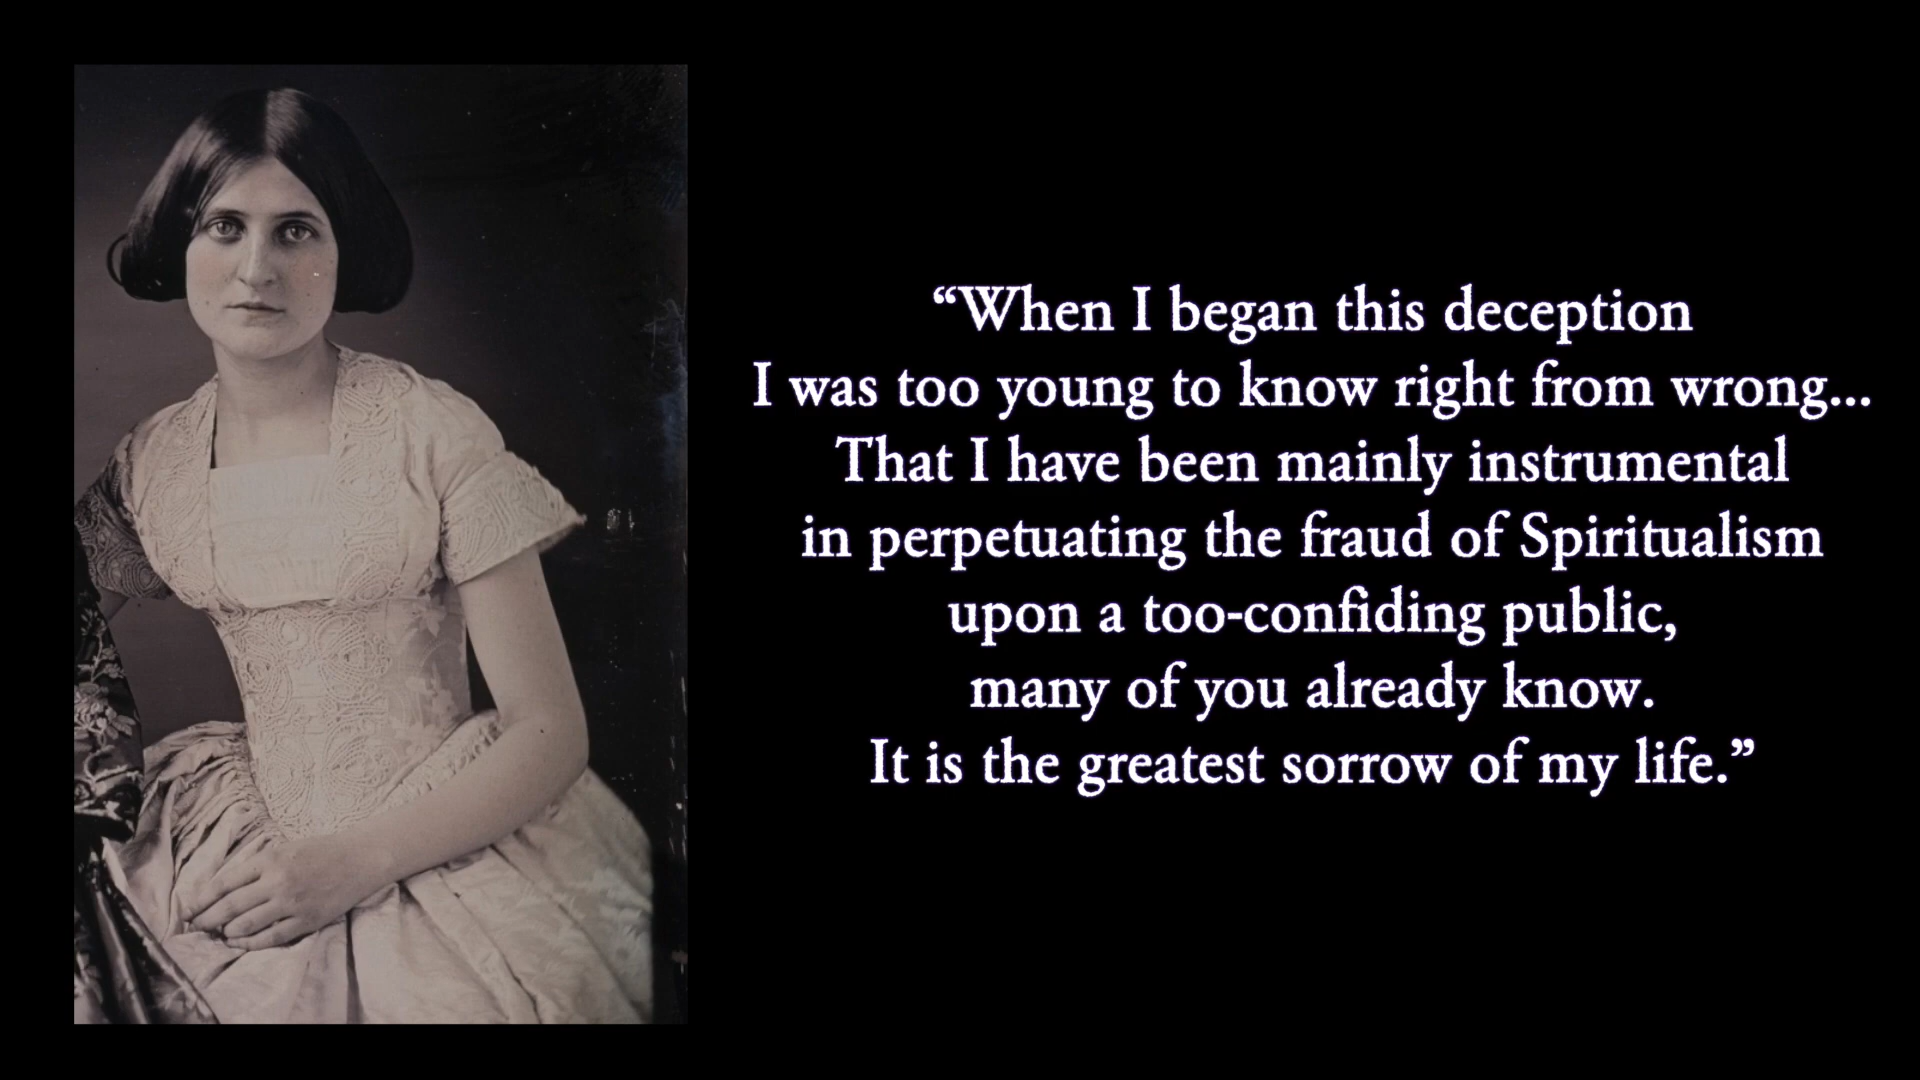 “When I began this deception
I was too young to know right from wrong...
That I have been mainly instrumental
in perpetuating the fraud of Spiritualism
upon a too-confiding public,
many of you already know.
It is the greatest sorrow of my life.”